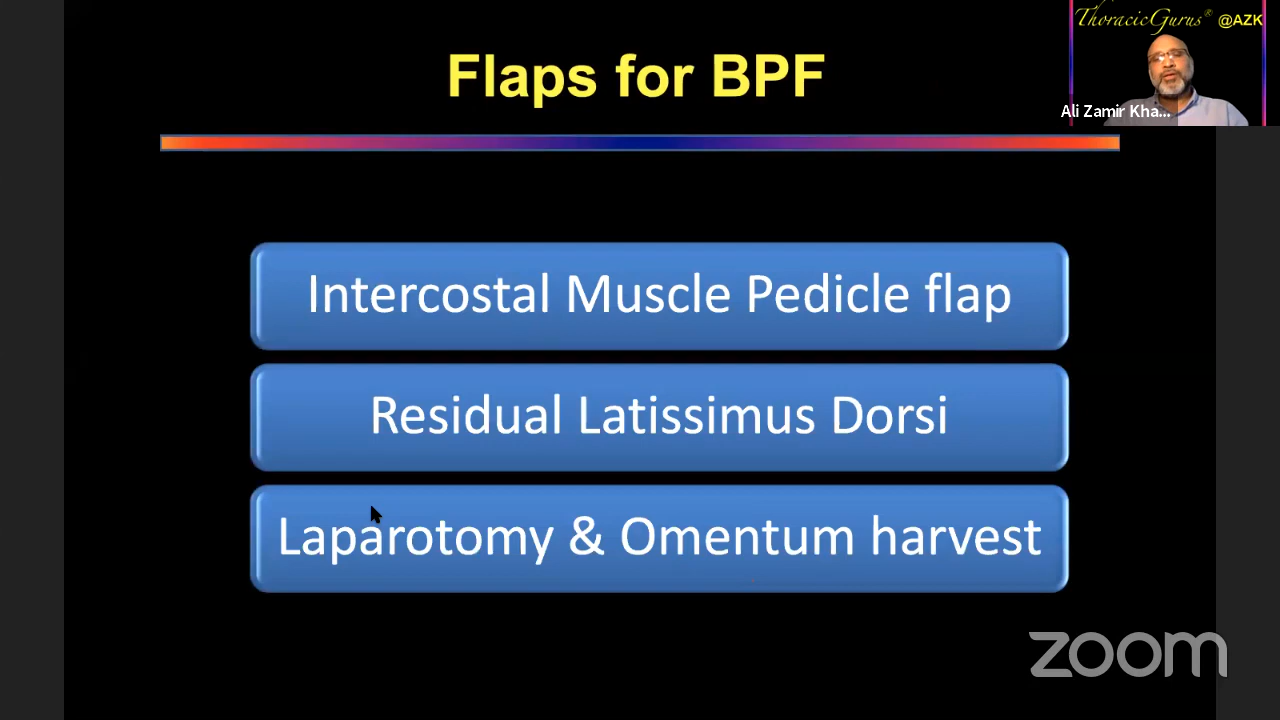 ThoracicGurus® @AZK
Ali Zamir Kha...
Flaps for BPF
Intercostal Muscle Pedicle flap
Residual Latissimus Dorsi
Laparotomy & Omentum harvest
zoom